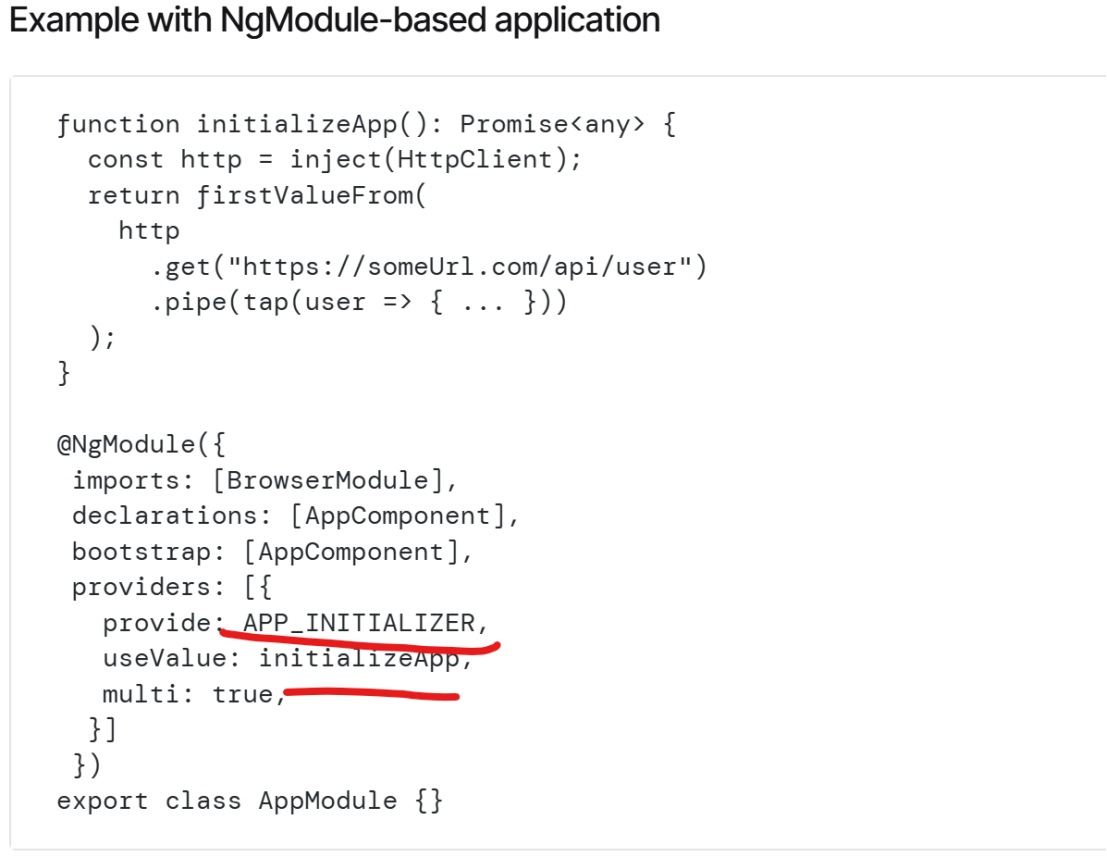 Example with NgModule-based application
function initializeApp(): Promise<any> {
const http = inject(HttpClient);
return firstValueFrom(
http
.get("https://someUrl.com/api/user")
.pipe(tap(user => { ... }))
);
}
@NgModule({
imports: [BrowserModule],
declarations: [AppComponent],
bootstrap: [AppComponent],
providers: [{
provide: APP_INITIALIZER,
useValue: initializeApp,
multi: true,
}]
})
export class AppModule {}